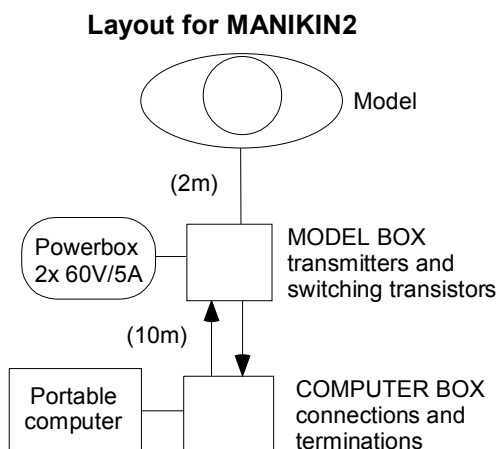 Layout for MANIKIN2
Model
(2m)
Powerbox
2x 60V/5A
MODEL BOX
transmitters and
switching transistors
(10m)
Portable
computer
COMPUTER BOX
connections and
terminations